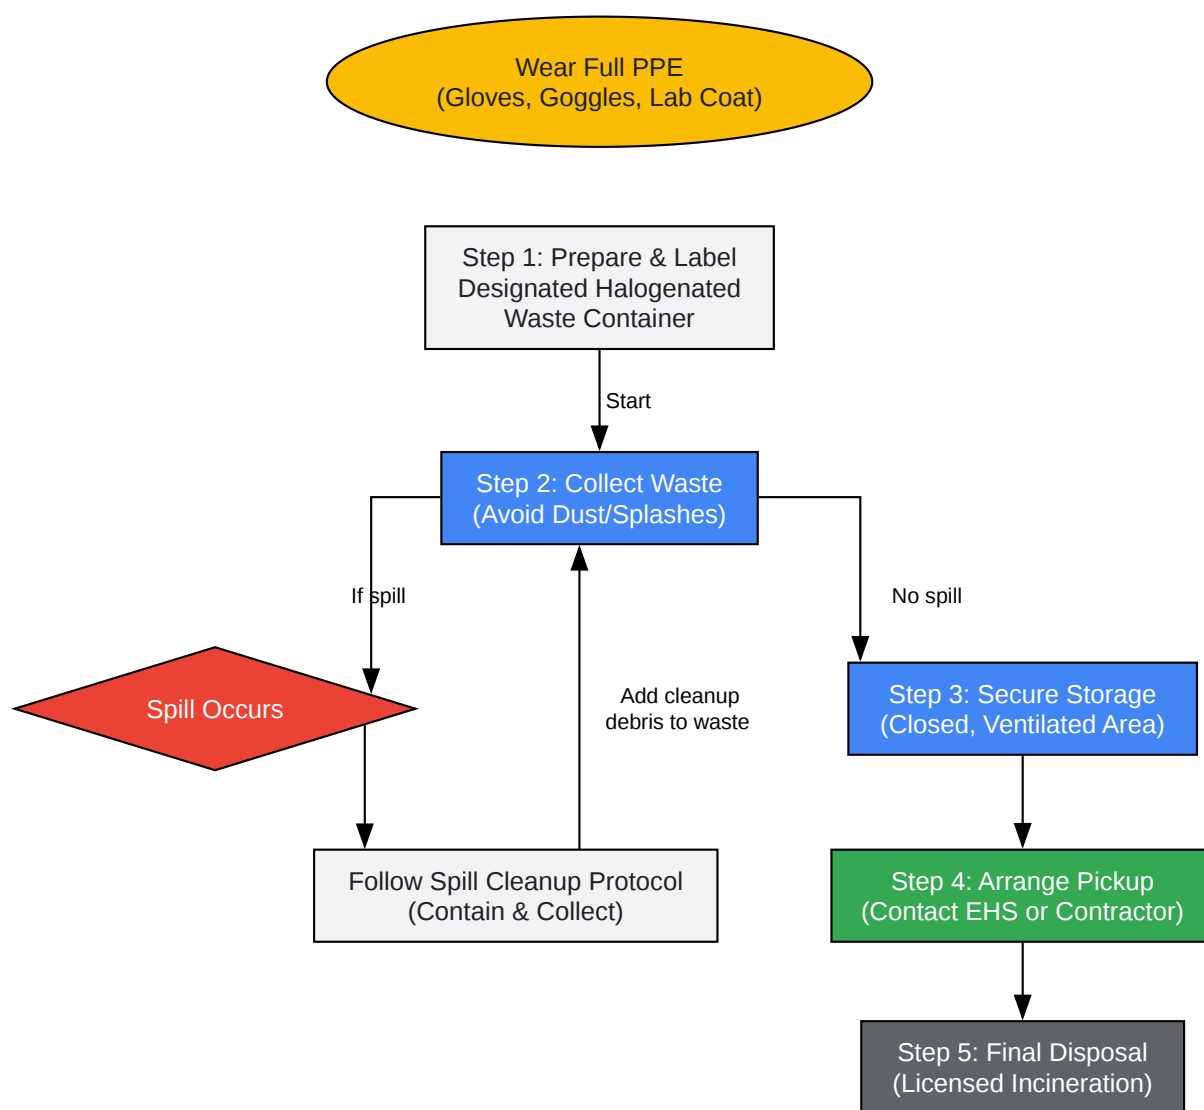 Wear Full PPE
(Gloves, Goggles, Lab Coat)
Step 1: Prepare & Label
Designated Halogenated
Waste Container
Start
Step 2: Collect Waste
(Avoid Dust/Splashes)
If spill
No spill
Spill Occurs
Add cleanup
debris to waste
Step 3: Secure Storage
(Closed, Ventilated Area)
Follow Spill Cleanup Protocol
(Contain & Collect)
Step 4: Arrange Pickup
(Contact EHS or Contractor)
Step 5: Final Disposal
(Licensed Incineration)